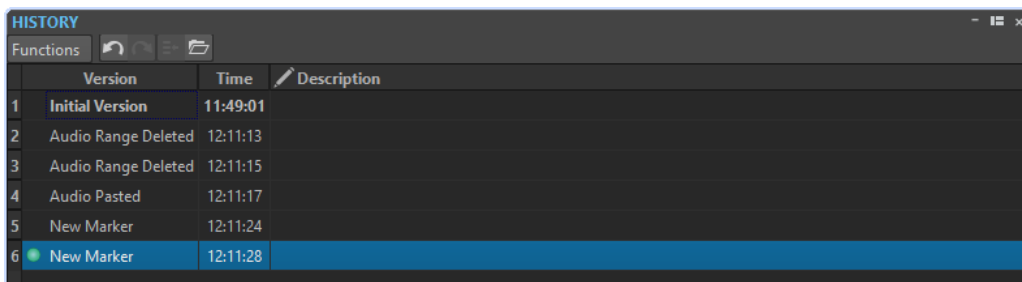 HISTORY
Functions
Version Time Description
1 Initial Version 11:49:01
2 Audio Range Deleted 12:11:13
3 Audio Range Deleted 12:11:15
4 Audio Pasted 12:11:17
5 New Marker 12:11:24
6 New Marker 12:11:28